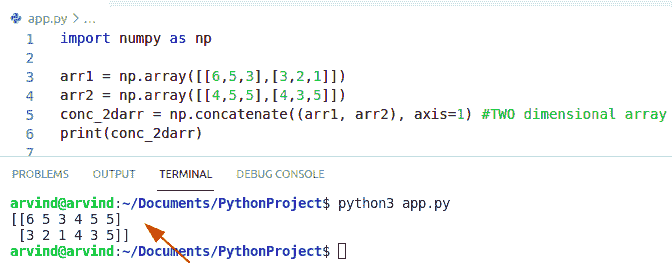 app.py > ...
1 import numpy as np
2
3 arr1 = np.array([[6,5,3],[3,2,1]])
4 arr2 = np.array([[4,5,5],[4,3,5]])
5 conc_2darr = np.concatenate((arr1, arr2), axis=1) #TWO dimensional array
6 print(conc_2darr)
7
PROBLEMS OUTPUT TERMINAL DEBUG CONSOLE
arvind@arvind:~/Documents/PythonProject$ python3 app.py
[[6 5 3 4 5 5]
 [3 2 1 4 3 5]]
arvind@arvind:~/Documents/PythonProject$